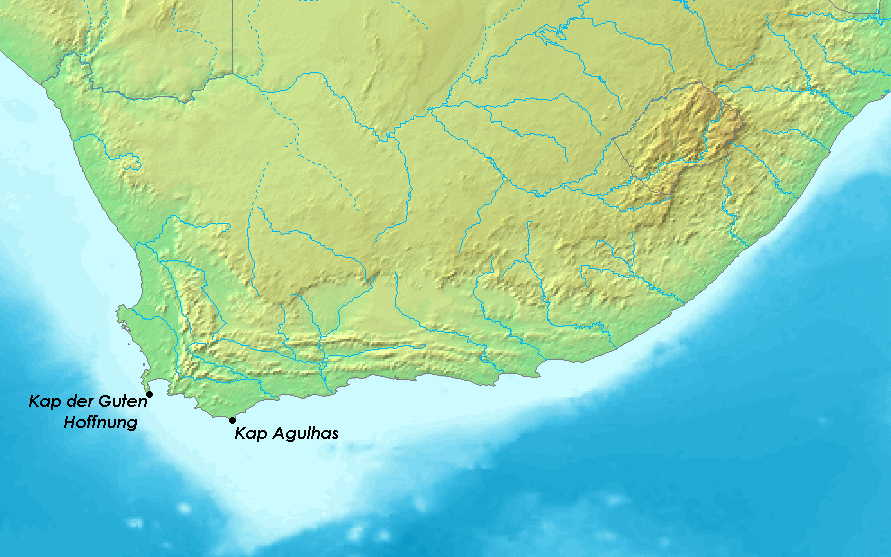 Kap der Guten
Hoffnung
Kap Agulhas